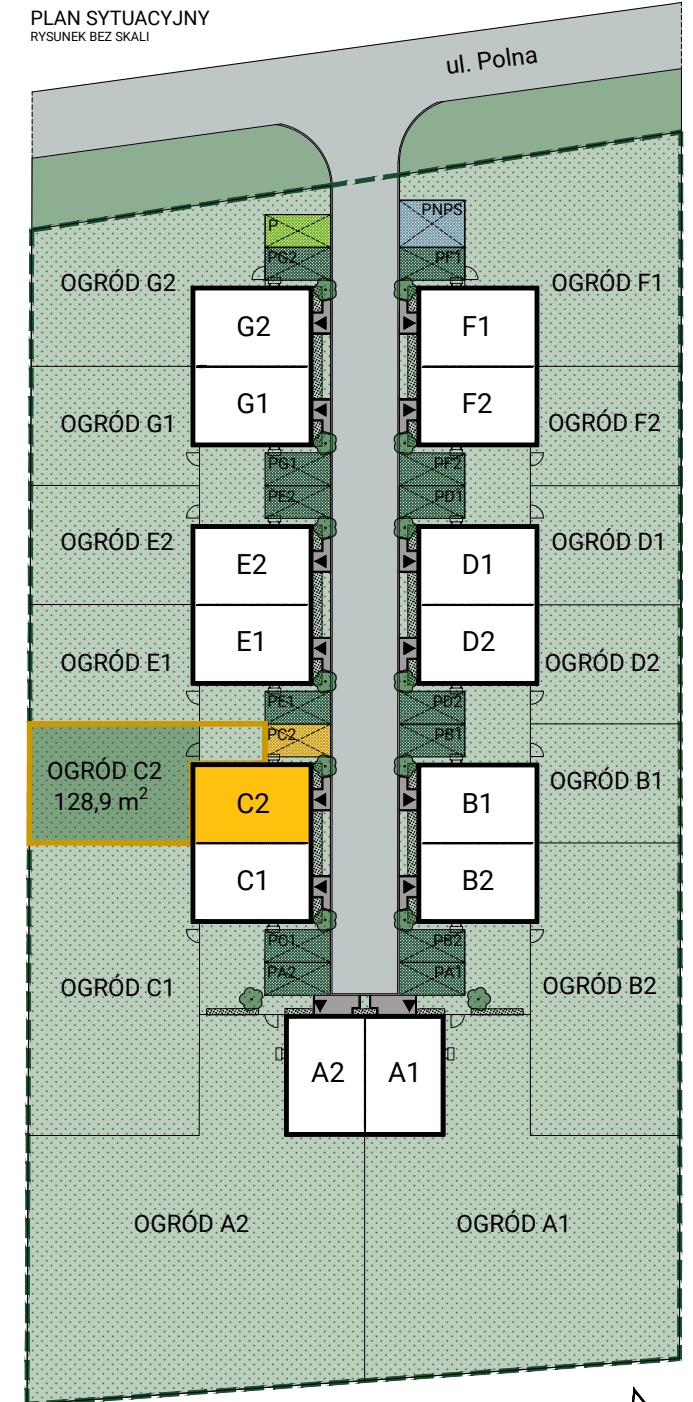 PLAN SYTUACYJNY
RYSUNEK BEZ SKALI
ul. Polna
P
PNPS
PG2
PF1
OGRÓD G2
OGRÓD F1
G2
F1
G1
F2
OGRÓD G1
OGRÓD F2
PG1
PF2
PE2
PD1
OGRÓD E2
OGRÓD D1
E2
D1
E1
D2
OGRÓD E1
OGRÓD D2
PE1
PD2
PC2
PB1
OGRÓD C2
128,9 m²
OGRÓD B1
C2
B1
C1
B2
PC1
PB2
PA2
PA1
OGRÓD C1
OGRÓD B2
A2
A1
OGRÓD A2
OGRÓD A1